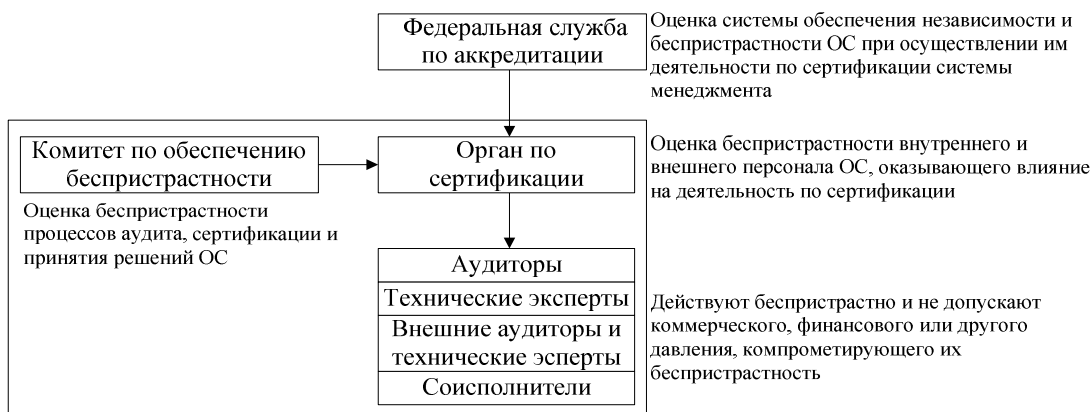 Федеральная служба
по аккредитации
Оценка системы обеспечения независимости и
беспристрастности ОС при осуществлении им
деятельности по сертификации системы
менеджмента
Комитет по обеспечению
беспристрастности
Орган по
сертификации
Оценка беспристрастности внутреннего и
внешнего персонала ОС, оказывающего влияние
на деятельность по сертификации
Оценка беспристрастности
процессов аудита, сертификации и
принятия решений ОС
Аудиторы
Технические эксперты
Внешние аудиторы и
технические эсперты
Соисполнители
Действуют беспристрастно и не допускают
коммерческого, финансового или другого
давления, компрометирующего их
беспристрастность